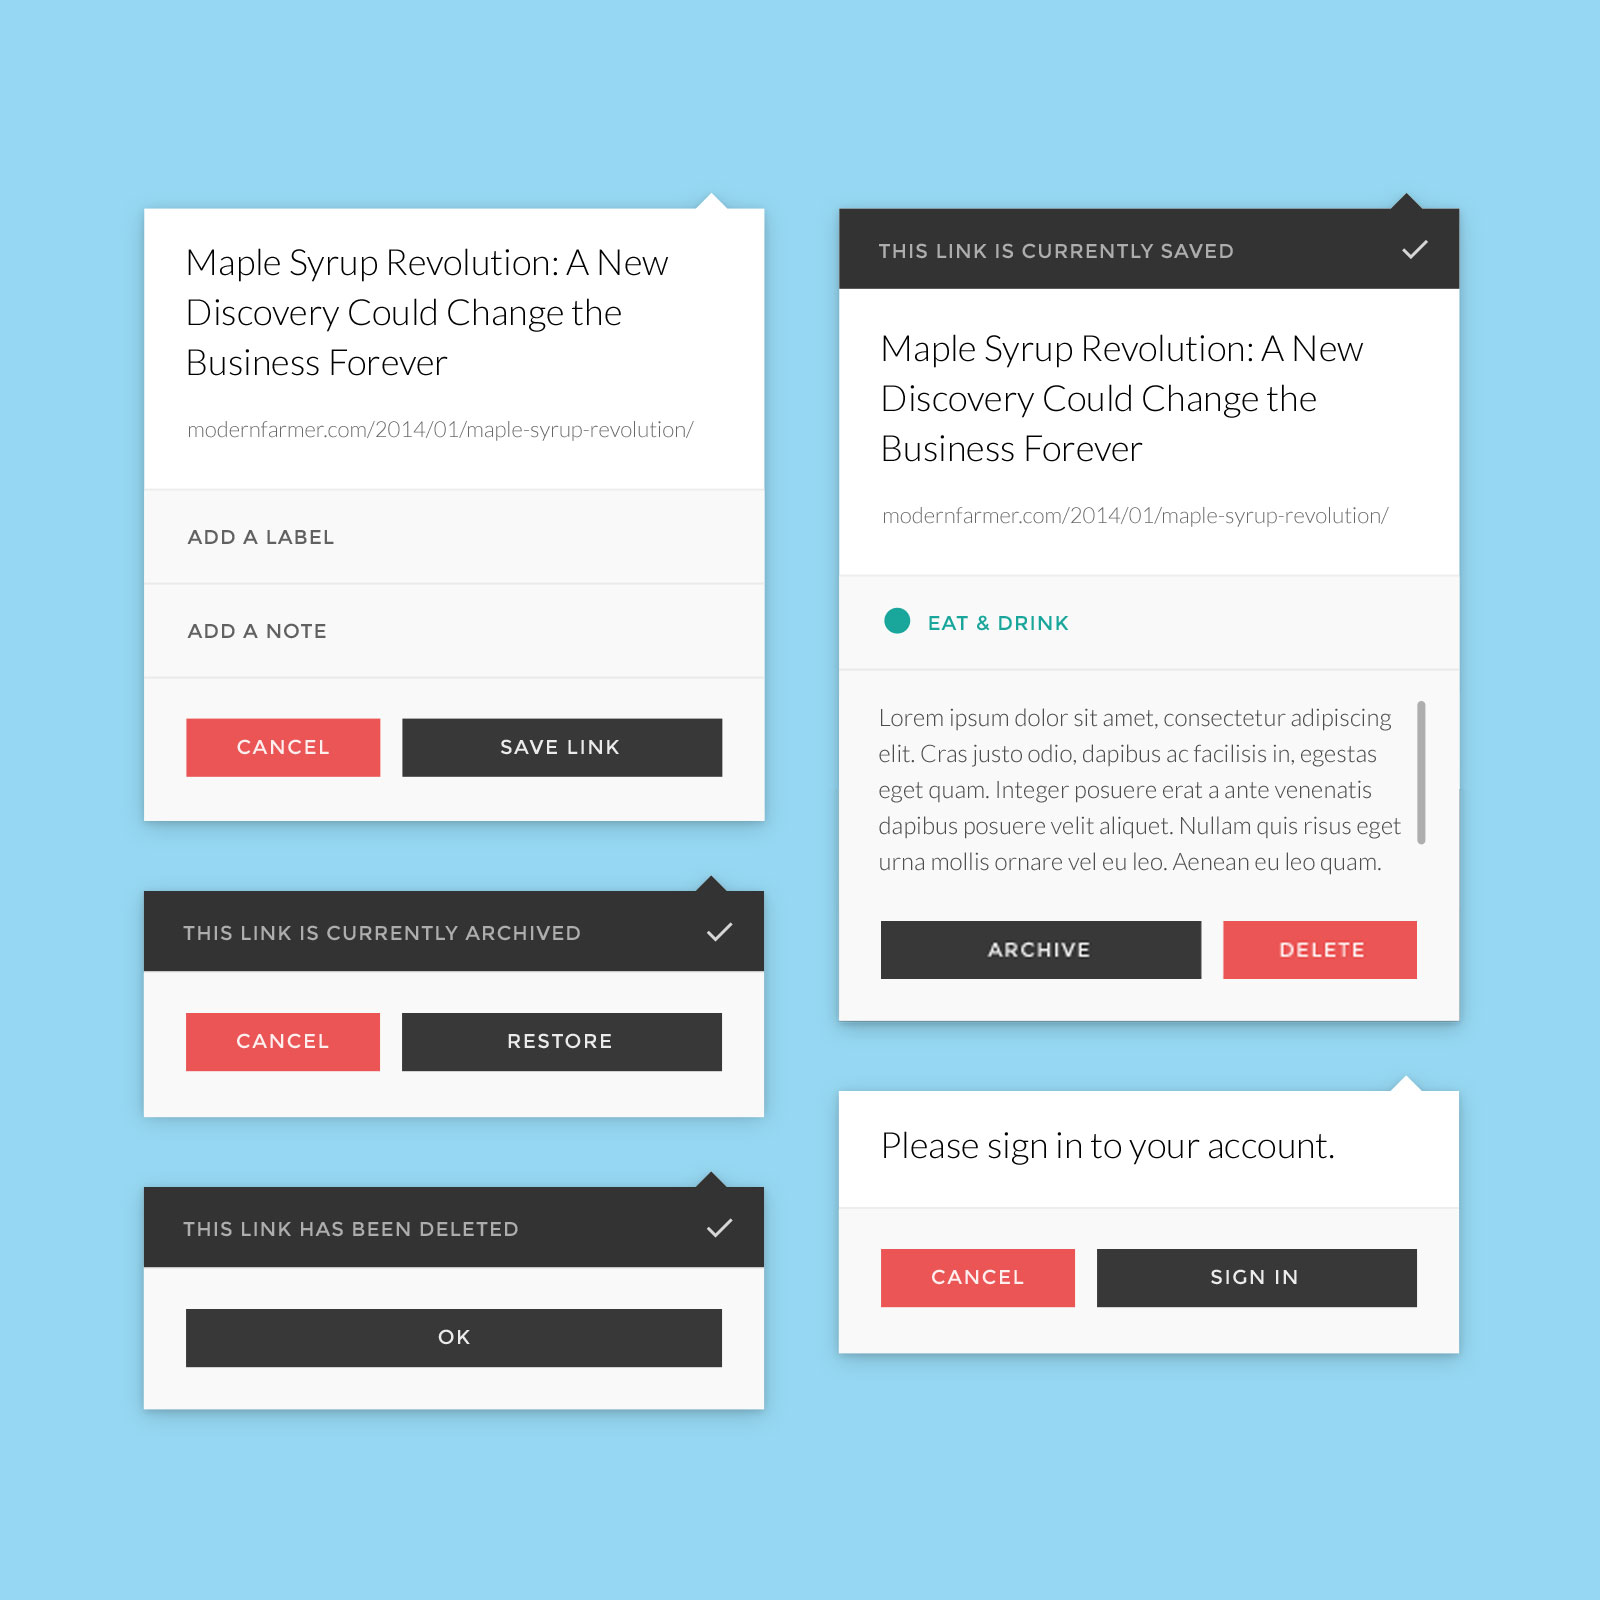 Maple Syrup Revolution: A New
Discovery Could Change the
Business Forever
modernfarmer.com/2014/01/maple-syrup-revolution/
ADD A LABEL
ADD A NOTE
CANCEL
SAVE LINK
THIS LINK IS CURRENTLY ARCHIVED
CANCEL
RESTORE
THIS LINK HAS BEEN DELETED
OK
THIS LINK IS CURRENTLY SAVED
Maple Syrup Revolution: A New
Discovery Could Change the
Business Forever
modernfarmer.com/2014/01/maple-syrup-revolution/
EAT & DRINK
Lorem ipsum dolor sit amet, consectetur adipiscing
elit. Cras justo odio, dapibus ac facilisis in, egestas
eget quam. Integer posuere erat a ante venenatis
dapibus posuere velit aliquet. Nullam quis risus eget
urna mollis ornare vel eu leo. Aenean eu leo quam.
ARCHIVE
DELETE
Please sign in to your account.
CANCEL
SIGN IN